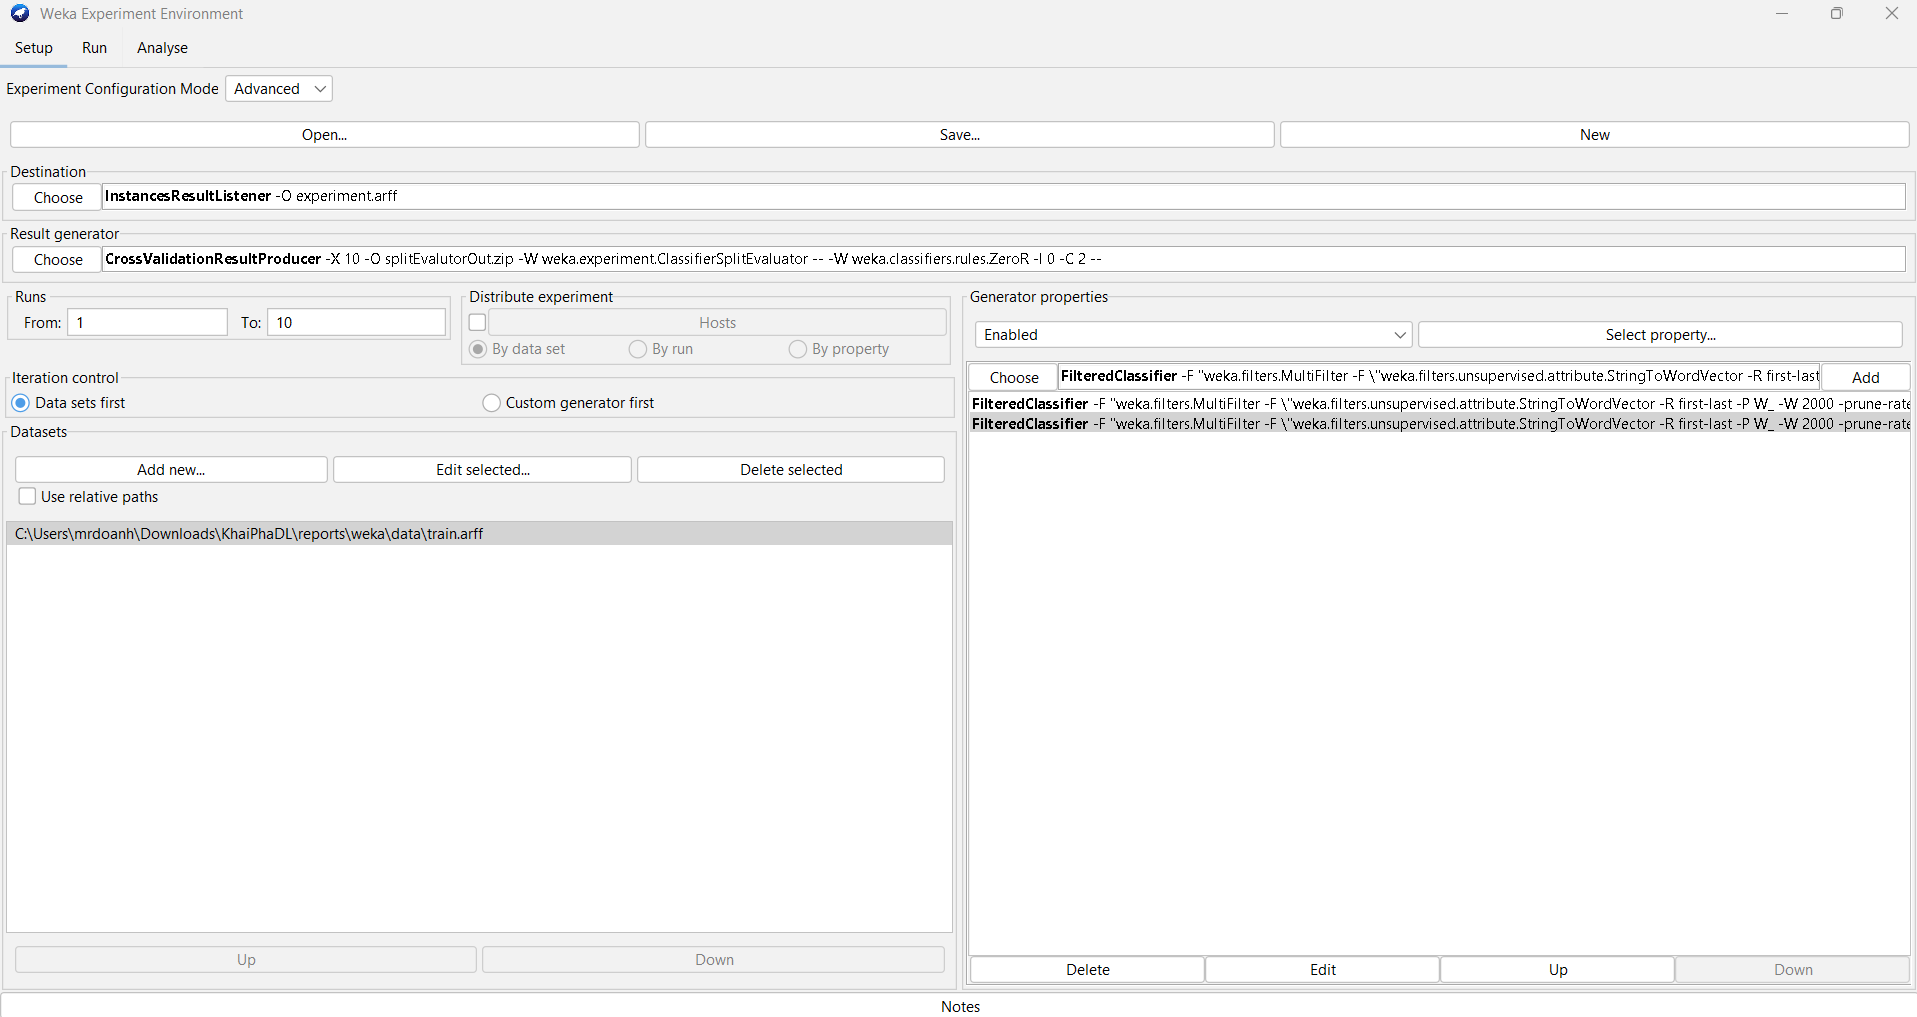 Weka Experiment Environment
Setup Run Analyse
Experiment Configuration Mode Advanced
Open... Save... New
Destination
Choose InstancesResultListener -O experiment.arff
Result generator
Choose CrossValidationResultProducer -X 10 -O splitEvalutorOut.zip -W weka.experiment.ClassifierSplitEvaluator -- -W weka.classifiers.rules.ZeroR -I 0 -C 2 --
Runs
From: 1 To: 10
Distribute experiment
Hosts
By data set By run By property
Iteration control
Data sets first Custom generator first
Datasets
Add new... Edit selected... Delete selected
Use relative paths
C:\Users\mrdoanh\Downloads\KhaiPhaDL\reports\weka\data\train.arff
Up Down
Generator properties
Enabled Select property...
Choose FilteredClassifier -F "weka.filters.MultiFilter -F \"weka.filters.unsupervised.attribute.StringToWordVector -R first-last Add
FilteredClassifier -F "weka.filters.MultiFilter -F \"weka.filters.unsupervised.attribute.StringToWordVector -R first-last -P W_ -W 2000 -prune-rate
FilteredClassifier -F "weka.filters.MultiFilter -F \"weka.filters.unsupervised.attribute.StringToWordVector -R first-last -P W_ -W 2000 -prune-rate
Delete Edit Up Down
Notes